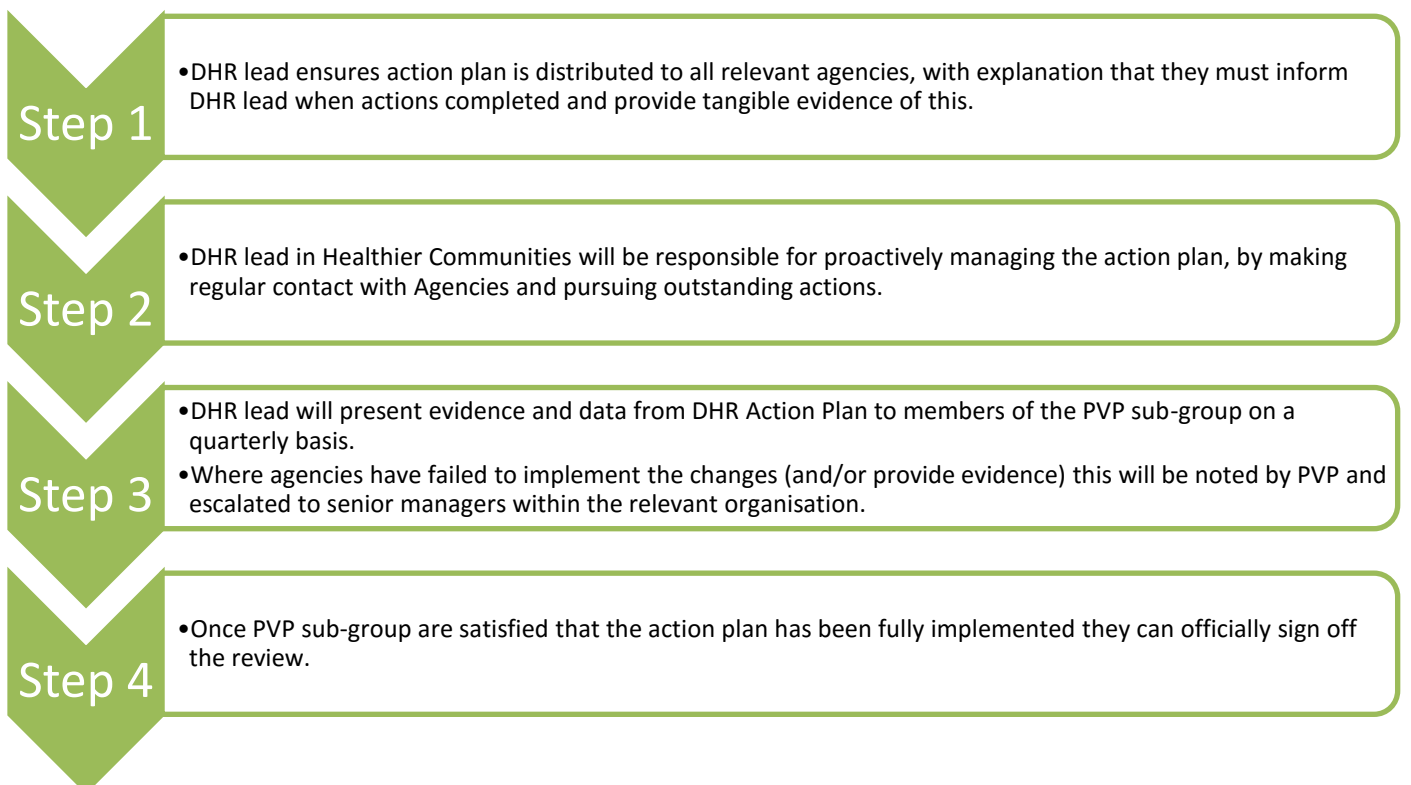 Step 1
•DHR lead ensures action plan is distributed to all relevant agencies, with explanation that they must inform
DHR lead when actions completed and provide tangible evidence of this.
Step 2
•DHR lead in Healthier Communities will be responsible for proactively managing the action plan, by making
regular contact with Agencies and pursuing outstanding actions.
Step 3
•DHR lead will present evidence and data from DHR Action Plan to members of the PVP sub-group on a
quarterly basis.
•Where agencies have failed to implement the changes (and/or provide evidence) this will be noted by PVP and
escalated to senior managers within the relevant organisation.
Step 4
•Once PVP sub-group are satisfied that the action plan has been fully implemented they can officially sign off
the review.